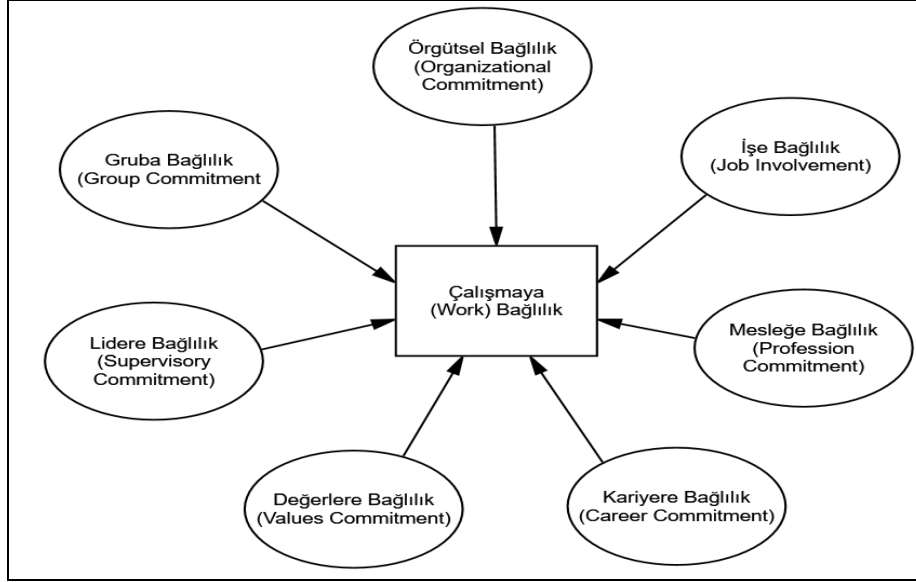 Örgütsel Bağlılık
(Organizational
Commitment)
Gruba Bağlılık
(Group Commitment
İşe Bağlılık
(Job Involvement)
Çalışmaya
(Work) Bağlılık
Lidere Bağlılık
(Supervisory
Commitment)
Mesleğe Bağlılık
(Profession
Commitment)
Değerlere Bağlılık
(Values Commitment)
Kariyere Bağlılık
(Career Commitment)